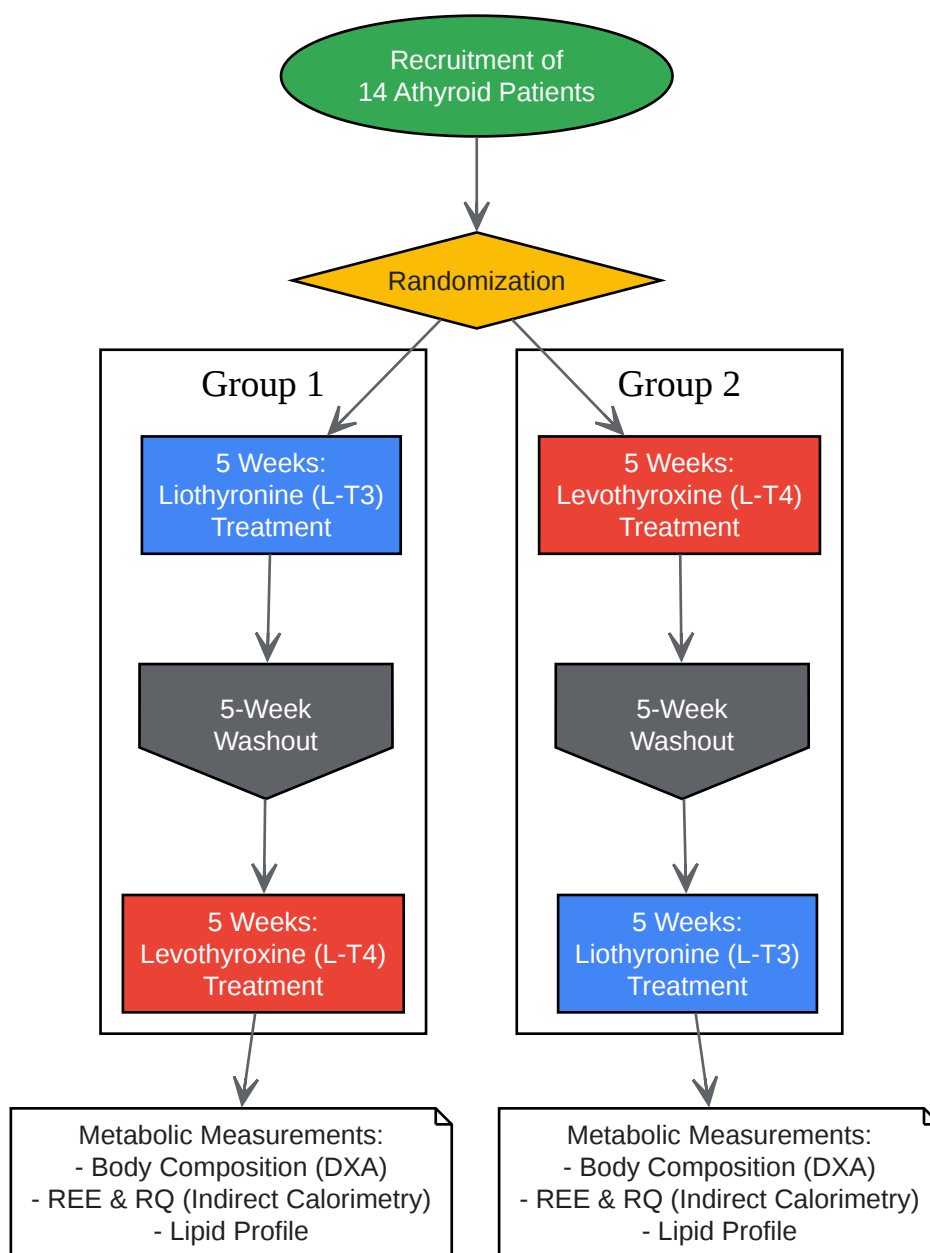 Recruitment of
14 Athyroid Patients
Randomization
Group 1
5 Weeks:
Liothyronine (L-T3)
Treatment
5-Week
Washout
5 Weeks:
Levothyroxine (L-T4)
Treatment
Metabolic Measurements:
- Body Composition (DXA)
- REE & RQ (Indirect Calorimetry)
- Lipid Profile
Group 2
5 Weeks:
Levothyroxine (L-T4)
Treatment
5-Week
Washout
5 Weeks:
Liothyronine (L-T3)
Treatment
Metabolic Measurements:
- Body Composition (DXA)
- REE & RQ (Indirect Calorimetry)
- Lipid Profile